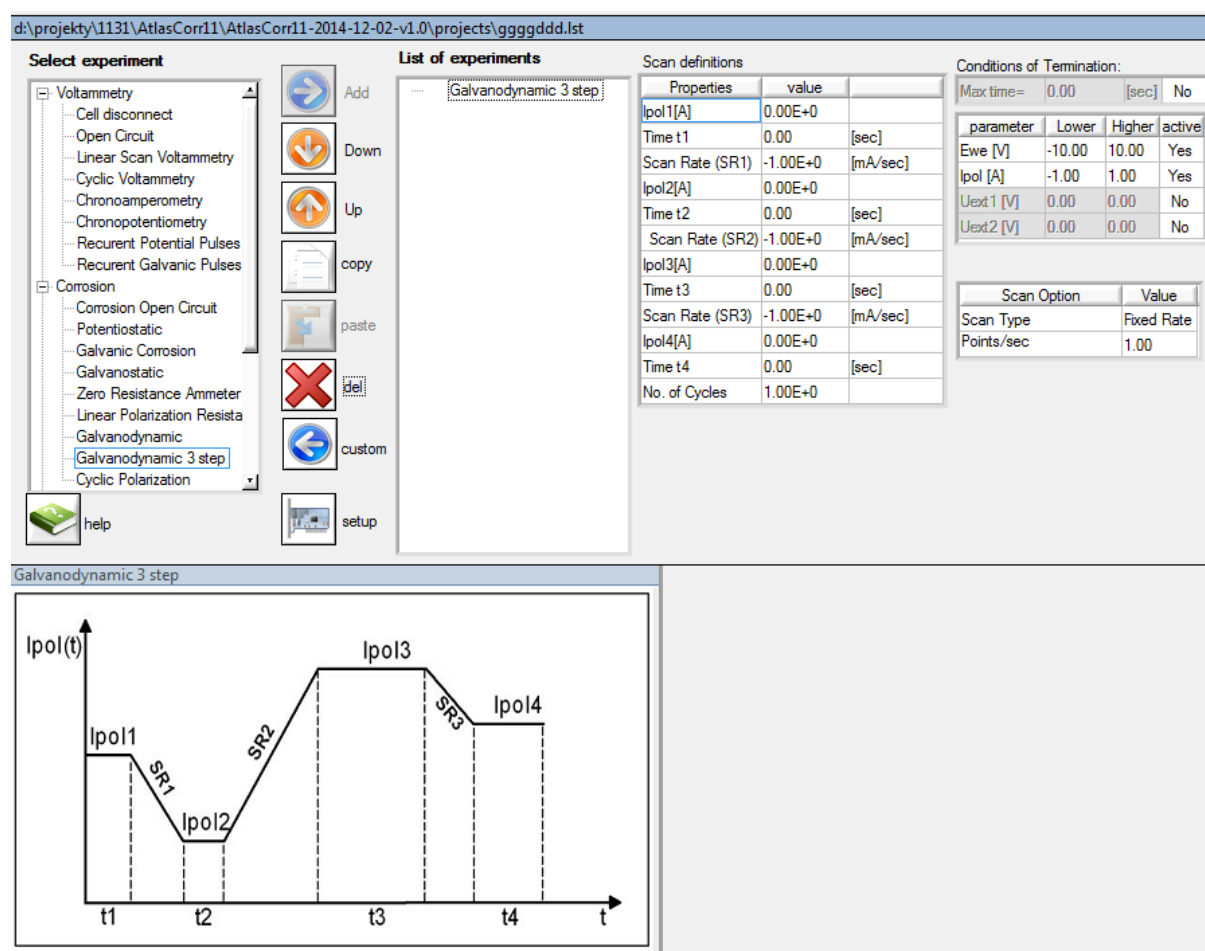 d:\projekty\1131\AtlasCorr11\AtlasCorr11-2014-12-02-v1.0\projects\ggggddd.lst
Select experiment
Voltammetry
Cell disconnect
Open Circuit
Linear Scan Voltammetry
Cyclic Voltammetry
Chronoamperometry
Chronopotentiometry
Recurent Potential Pulses
Recurent Galvanic Pulses
Corrosion
Corrosion Open Circuit
Potentiostatic
Galvanic Corrosion
Galvanostatic
Zero Resistance Ammeter
Linear Polarization Resista
Galvanodynamic
Galvanodynamic 3 step
Cyclic Polarization
help
Add
Down
Up
copy
paste
del
custom
setup
List of experiments
Galvanodynamic 3 step
Scan definitions
Properties value
Ipol1[A] 0.00E+0
Time t1 0.00 [sec]
Scan Rate (SR1) -1.00E+0 [mA/sec]
Ipol2[A] 0.00E+0
Time t2 0.00 [sec]
Scan Rate (SR2) -1.00E+0 [mA/sec]
Ipol3[A] 0.00E+0
Time t3 0.00 [sec]
Scan Rate (SR3) -1.00E+0 [mA/sec]
Ipol4[A] 0.00E+0
Time t4 0.00 [sec]
No. of Cycles 1.00E+0
Conditions of Termination:
Max time= 0.00 [sec] No
parameter Lower Higher active
Ewe [V] -10.00 10.00 Yes
Ipol [A] -1.00 1.00 Yes
Uext1 [V] 0.00 0.00 No
Uext2 [V] 0.00 0.00 No
Scan Option Value
Scan Type Fixed Rate
Points/sec 1.00
Galvanodynamic 3 step
Ipol(t)
Ipol1
SR1
Ipol2
SR2
Ipol3
SR3
Ipol4
t1 t2 t3 t4 t